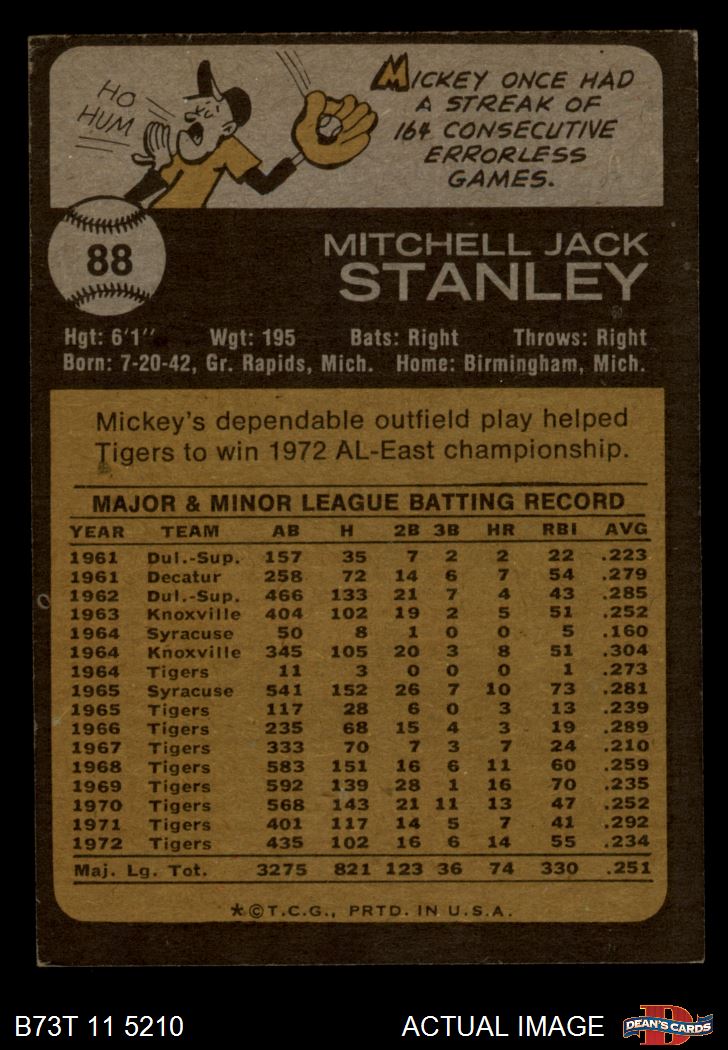 HO
HUM
MICKEY ONCE HAD
A STREAK OF
164 CONSECUTIVE
ERRORLESS
GAMES.
88
MITCHELL JACK
STANLEY
Hgt: 6'1" Wgt: 195 Bats: Right Throws: Right
Born: 7-20-42, Gr. Rapids, Mich. Home: Birmingham, Mich.
Mickey's dependable outfield play helped
Tigers to win 1972 AL-East championship.
MAJOR & MINOR LEAGUE BATTING RECORD
YEAR TEAM AB H 2B 3B HR RBI AVG
1961 Dul.-Sup. 157 35 7 2 2 22 .223
1961 Decatur 258 72 14 6 7 54 .279
1962 Dul.-Sup. 466 133 21 7 4 43 .285
1963 Knoxville 404 102 19 2 5 51 .252
1964 Syracuse 50 8 1 0 0 5 .160
1964 Knoxville 345 105 20 3 8 51 .304
1964 Tigers 11 3 0 0 0 1 .273
1965 Syracuse 541 152 26 7 10 73 .281
1965 Tigers 117 28 6 0 3 13 .239
1966 Tigers 235 68 15 4 3 19 .289
1967 Tigers 333 70 7 3 7 24 .210
1968 Tigers 583 151 16 6 11 60 .259
1969 Tigers 592 139 28 1 16 70 .235
1970 Tigers 568 143 21 11 13 47 .252
1971 Tigers 401 117 14 5 7 41 .292
1972 Tigers 435 102 16 6 14 55 .234
Maj. Lg. Tot. 3275 821 123 36 74 330 .251
*©T.C.G., PRTD. IN U.S.A.
B73T 11 5210 ACTUAL IMAGE DEAN'S CARDS